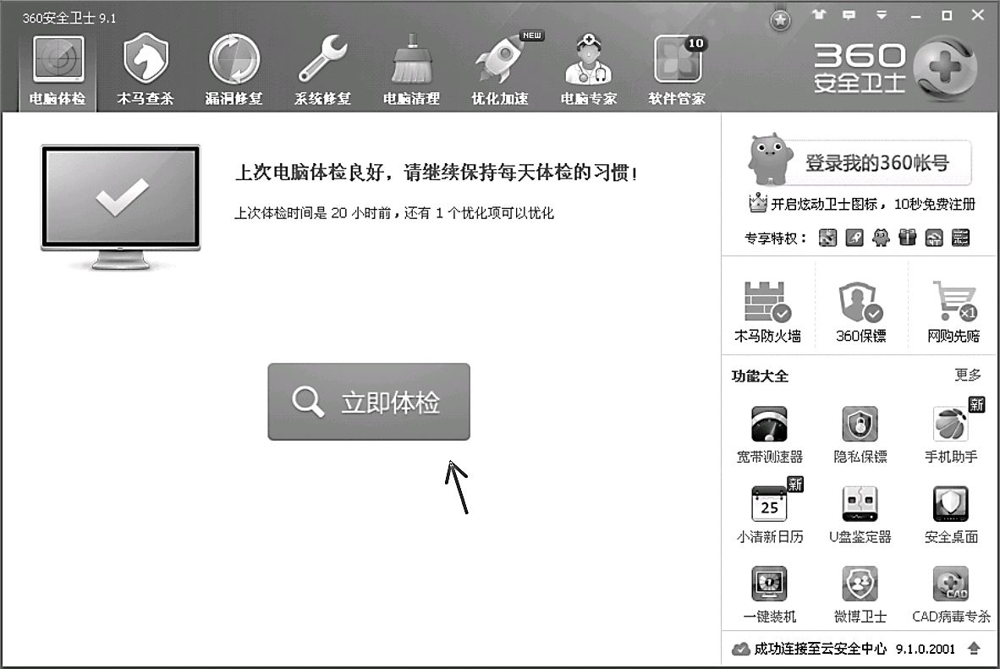 360安全卫士 9.1
NEW
10
电脑体检
木马查杀
漏洞修复
系统修复
电脑清理
优化加速
电脑专家
软件管家
360
安全卫士
上次电脑体检良好，请继续保持每天体检的习惯！
上次体检时间是 20 小时前，还有 1 个优化项可以优化
立即体检
登录我的360帐号
开启炫动卫士图标，10秒免费注册
专享特权：
x1
木马防火墙
360保镖
网购先赔
功能大全
更多
新
宽带测速器
隐私保镖
手机助手
新
25
小清新日历
U盘鉴定器
安全桌面
CAD
一键装机
微博卫士
CAD病毒专杀
成功连接至云安全中心 9.1.0.2001